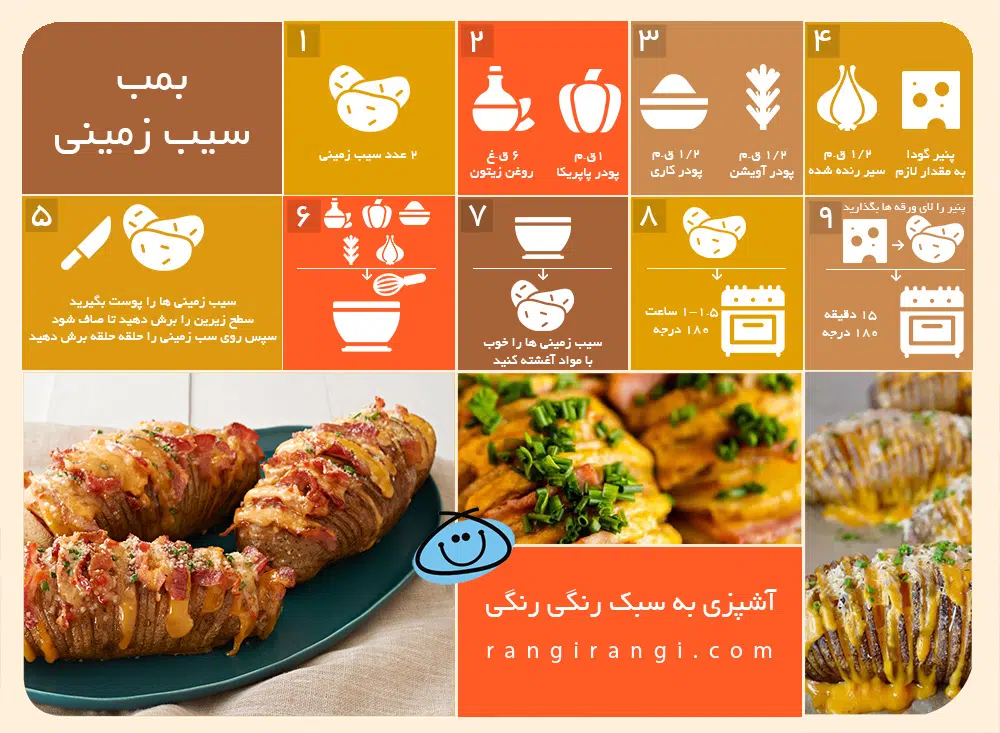 بمب
سیب زمینی
۱
۲ عدد سیب زمینی
۲
۱ق.م
پودر پاپریکا
۶ ق.غ
روغن زیتون
۳
۱/۲ ق.م
پودر آویشن
۱/۲ ق.م
پودر کاری
۴
پنیر گودا
به مقدار لازم
۱/۲ ق.م
سیر رنده شده
۵
سیب زمینی ها را پوست بگیرید
سطح زیرین را برش دهید تا صاف شود
سپس روی سب زمینی را حلقه حلقه برش دهید
۶
۷
سیب زمینی ها را خوب
با مواد آغشته کنید
۸
۱-۱.۵ ساعت
۱۸۰ درجه
۹
پنیر را لای ورقه ها بگذارید
۱۵ دقیقه
۱۸۰ درجه
آشپزی به سبک رنگی رنگی
rangirangi.com